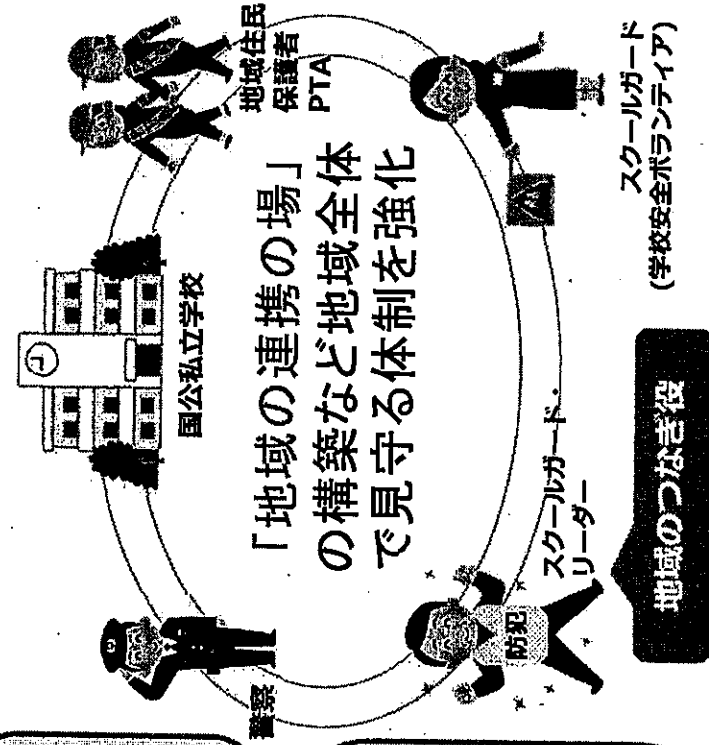 国公私立学校
地域住民
保護者
PTA
警察
「地域の連携の場」
の構築など地域全体
で見守る体制を強化
防犯
スクールガード・
リーダー
地域のつなぎ役
スクールガード
(学校安全ボランティア)